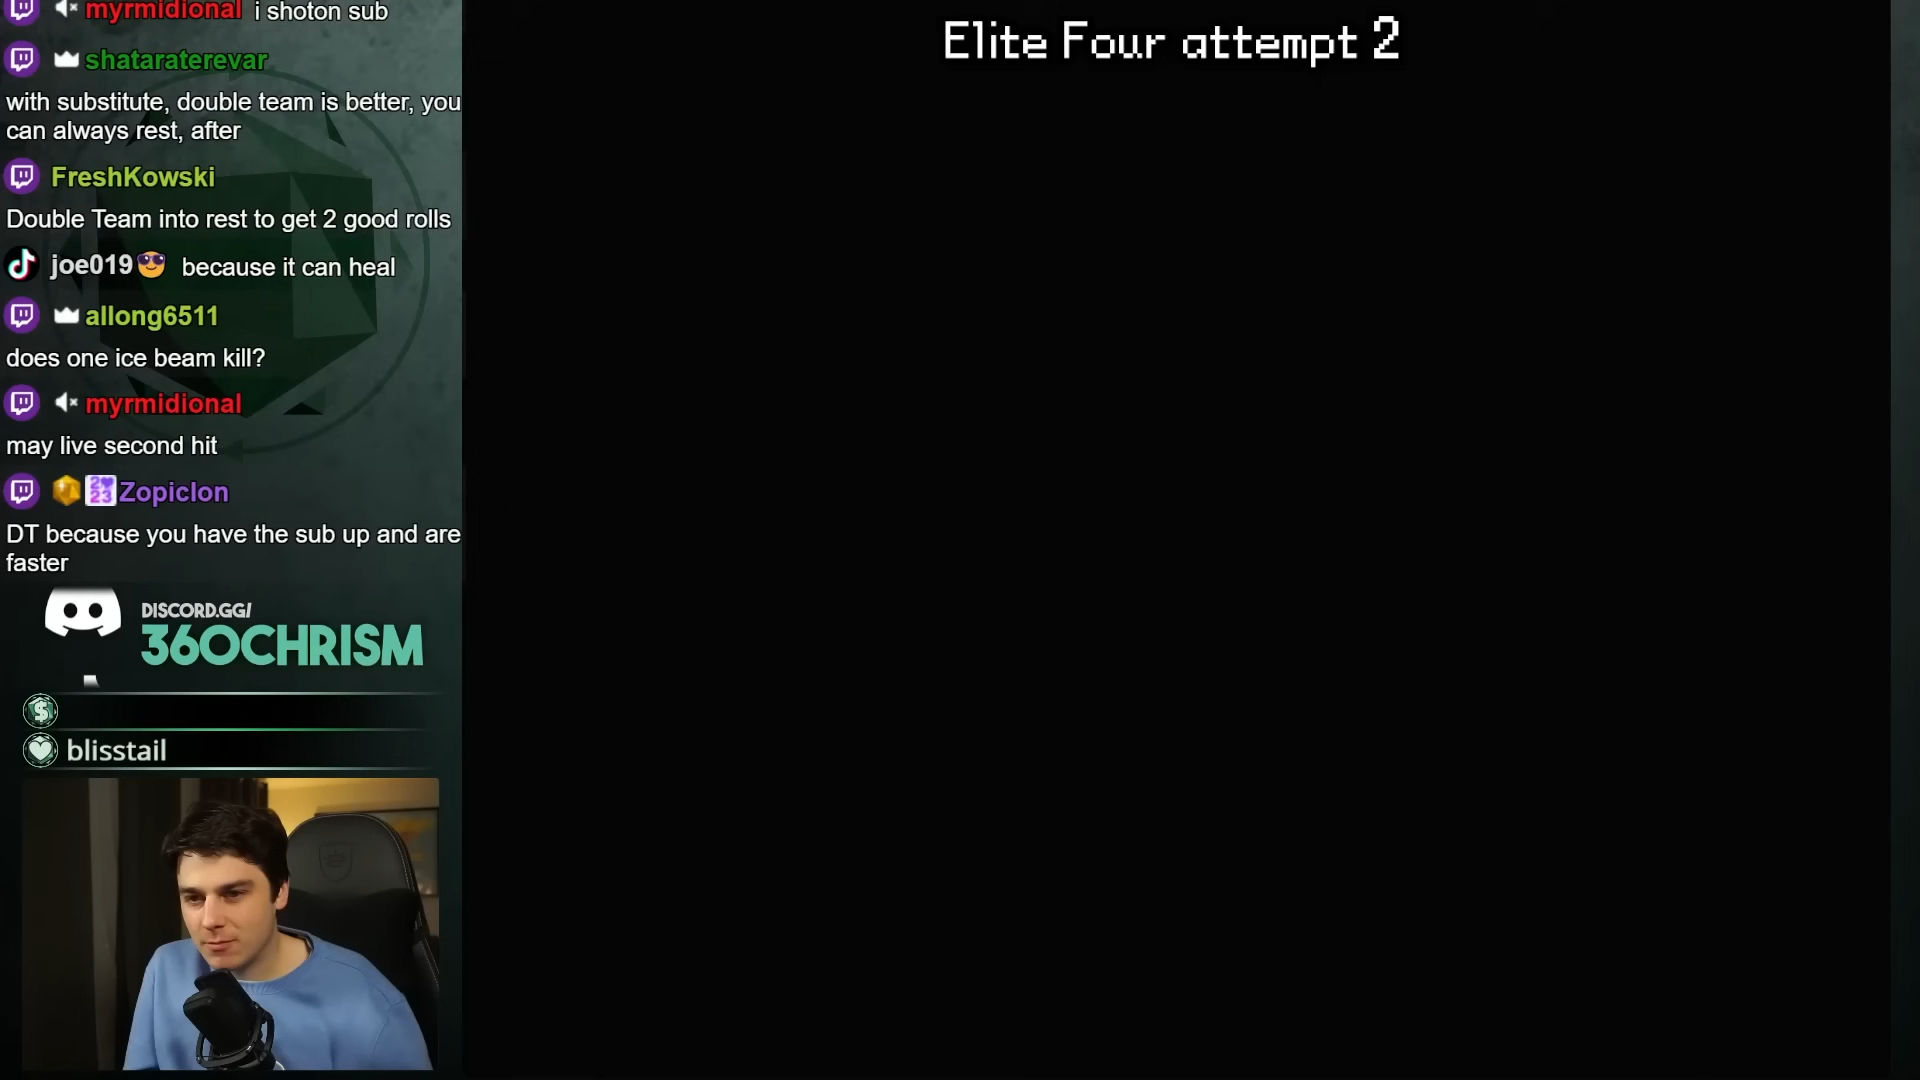 myrmidional i shoton sub
shataraterevar
with substitute, double team is better, you
can always rest, after
FreshKowski
Double Team into rest to get 2 good rolls
joe019 because it can heal
allong6511
does one ice beam kill?
myrmidional
may live second hit
Zopiclon
DT because you have the sub up and are
faster
DISCORD.GG/
360CHRISM
blisstail
Elite Four attempt 2